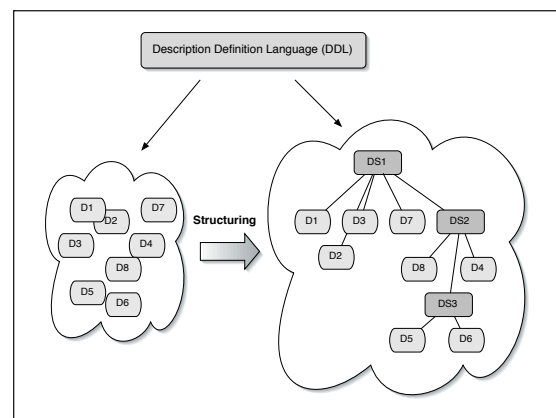 Description Definition Language (DDL)
DS1
D1
D7
D2
Structuring
D1
D3
D7
DS2
D3
D4
D2
D8
D8
D4
D5
D6
DS3
D5
D6